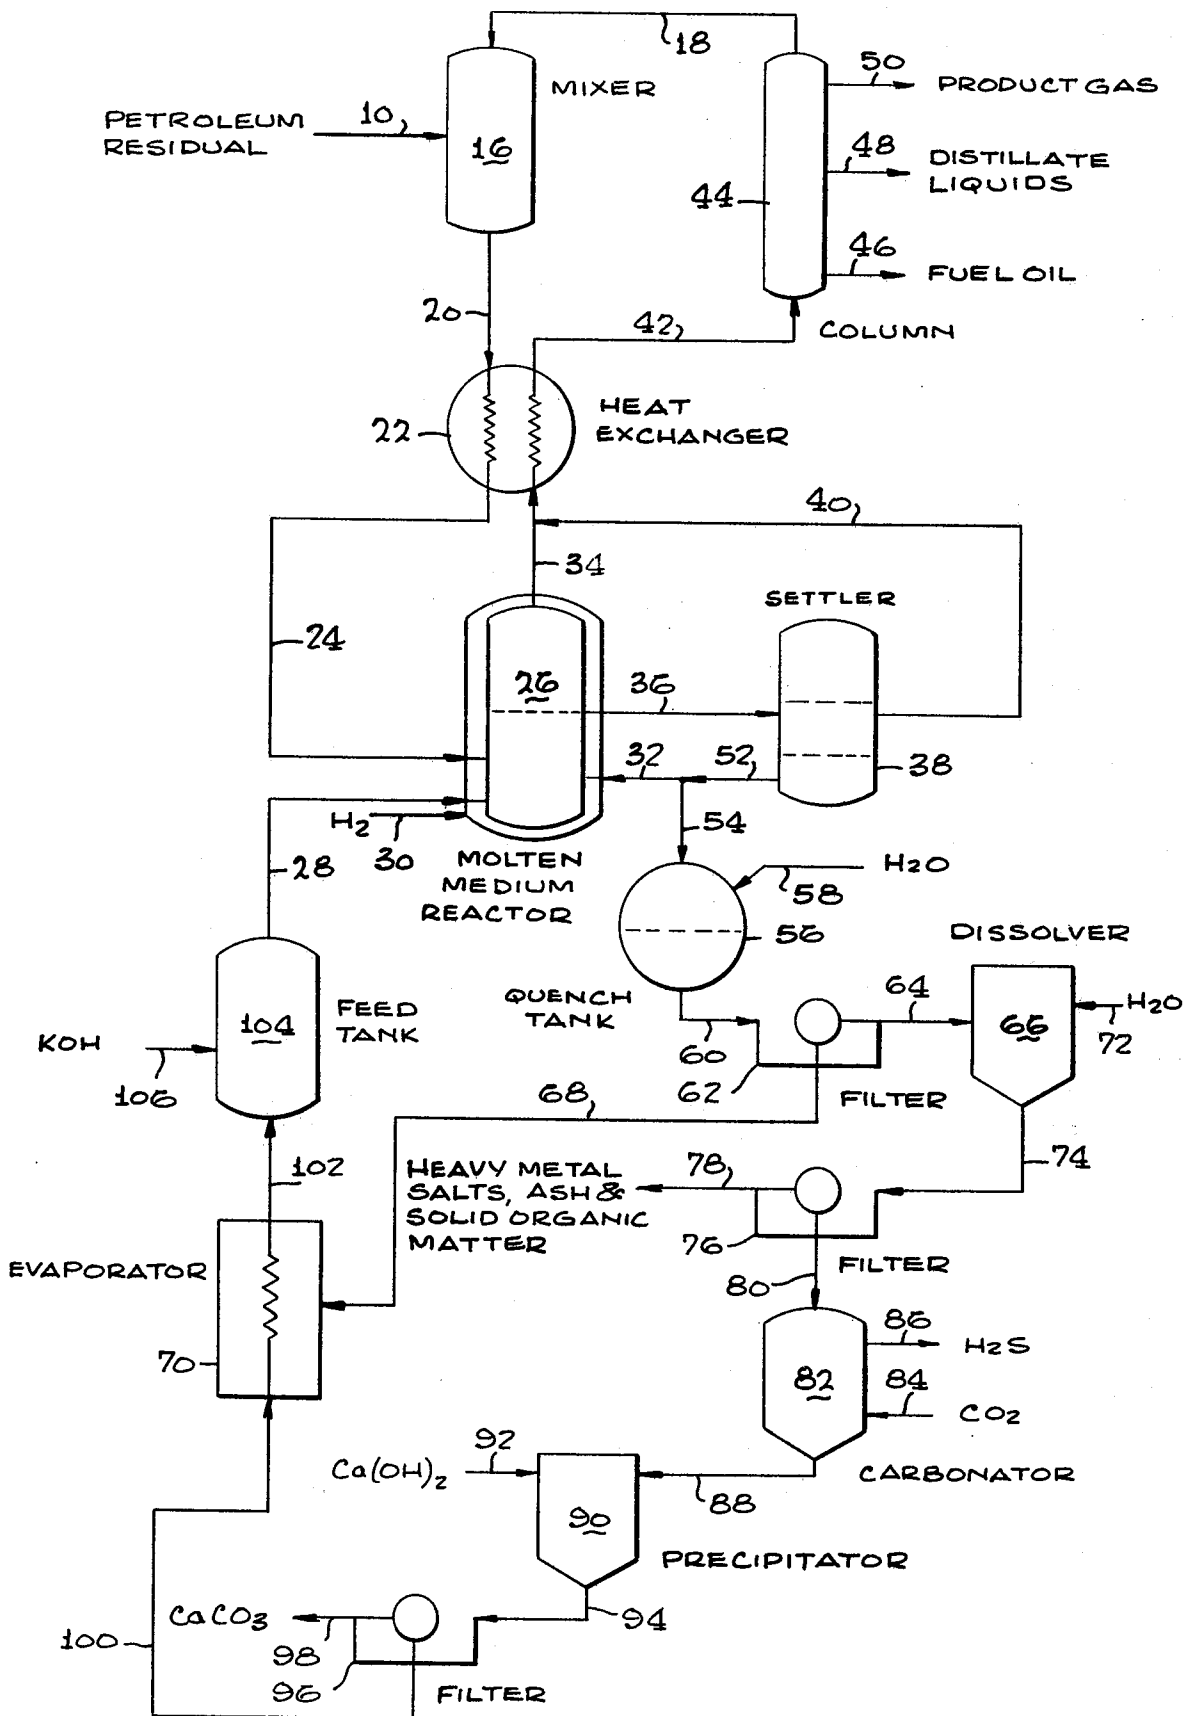 18
MIXER
50
PRODUCT GAS
PETROLEUM
RESIDUAL
10
16
48
DISTILLATE
LIQUIDS
44
46
FUEL OIL
20
42
COLUMN
HEAT
EXCHANGER
22
40
34
SETTLER
24
26
36
32
52
38
H2
30
54
28
MOLTEN
MEDIUM
REACTOR
H2O
58
56
DISSOLVER
QUENCH
TANK
64
H2O
72
66
FEED
TANK
104
KOH
106
60
62
FILTER
68
74
102
HEAVY METAL
SALTS, ASH &
SOLID ORGANIC
MATTER
78
76
FILTER
80
EVAPORATOR
70
86
H2S
82
84
CO2
CARBONATOR
92
Ca(OH)2
88
90
PRECIPITATOR
94
CaCO3
98
100
96
FILTER